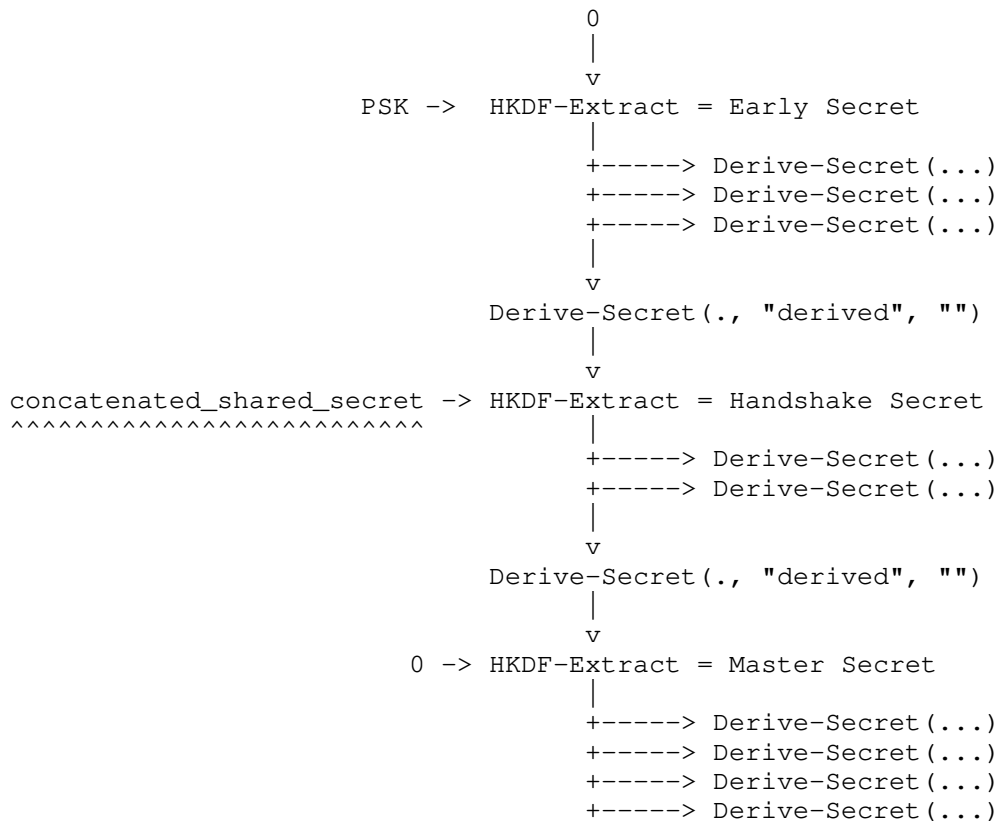 0
|
v
PSK ->  HKDF-Extract = Early Secret
|
+-----> Derive-Secret(...)
+-----> Derive-Secret(...)
+-----> Derive-Secret(...)
|
v
Derive-Secret(., "derived", "")
|
v
concatenated_shared_secret -> HKDF-Extract = Handshake Secret
^^^^^^^^^^^^^^^^^^^^^^^^^^ |
+-----> Derive-Secret(...)
+-----> Derive-Secret(...)
|
v
Derive-Secret(., "derived", "")
|
v
0 -> HKDF-Extract = Master Secret
|
+-----> Derive-Secret(...)
+-----> Derive-Secret(...)
+-----> Derive-Secret(...)
+-----> Derive-Secret(...)